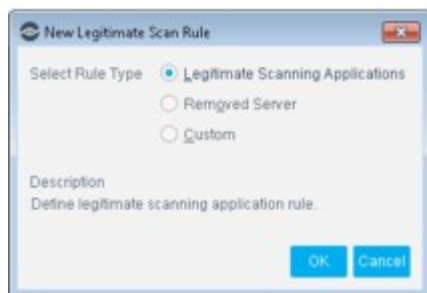 New Legitimate Scan Rule
Select Rule Type Legitimate Scanning Applications
Removed Server
Custom
Description
Define legitimate scanning application rule.
OK Cancel